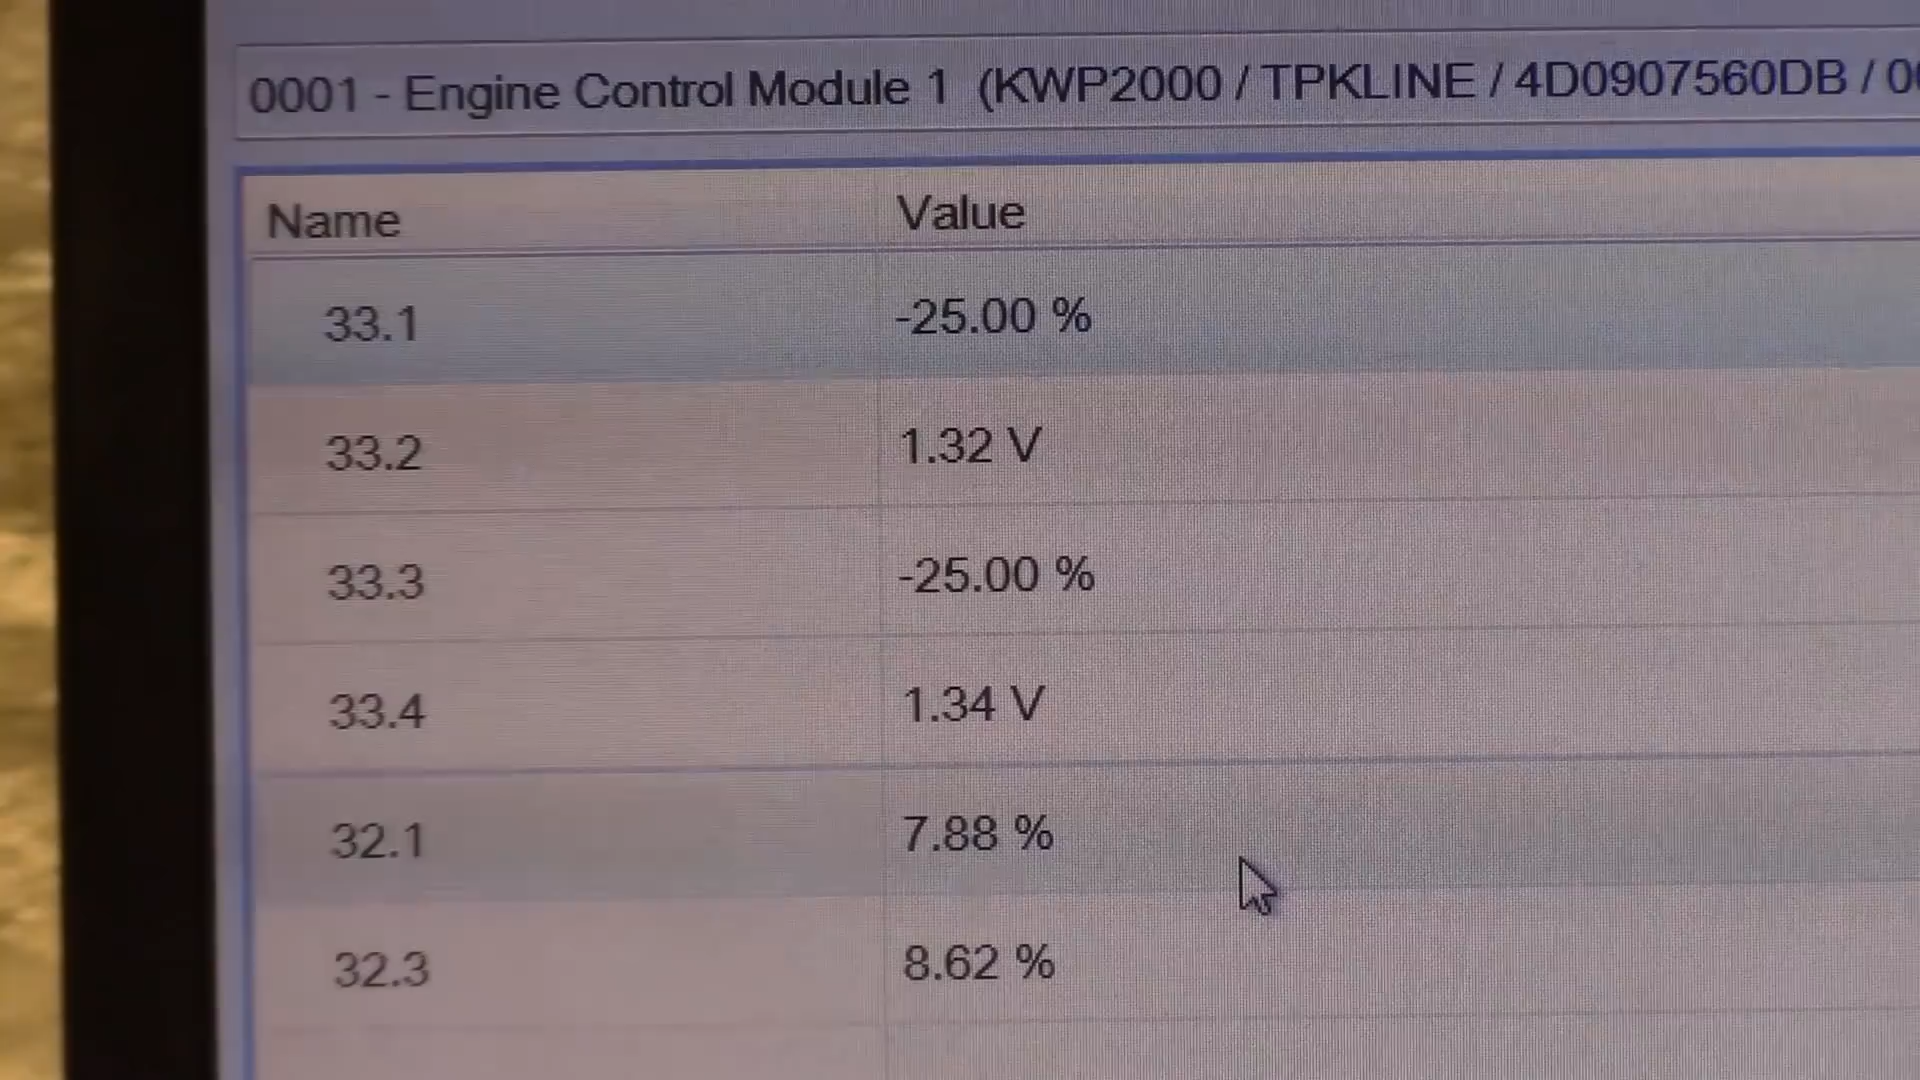 0001 - Engine Control Module 1 (KWP2000 / TPKLINE / 4D0907560DB / 0
Name Value
33.1 -25.00 %
33.2 1.32 V
33.3 -25.00 %
33.4 1.34 V
32.1 7.88 %
32.3 8.62 %